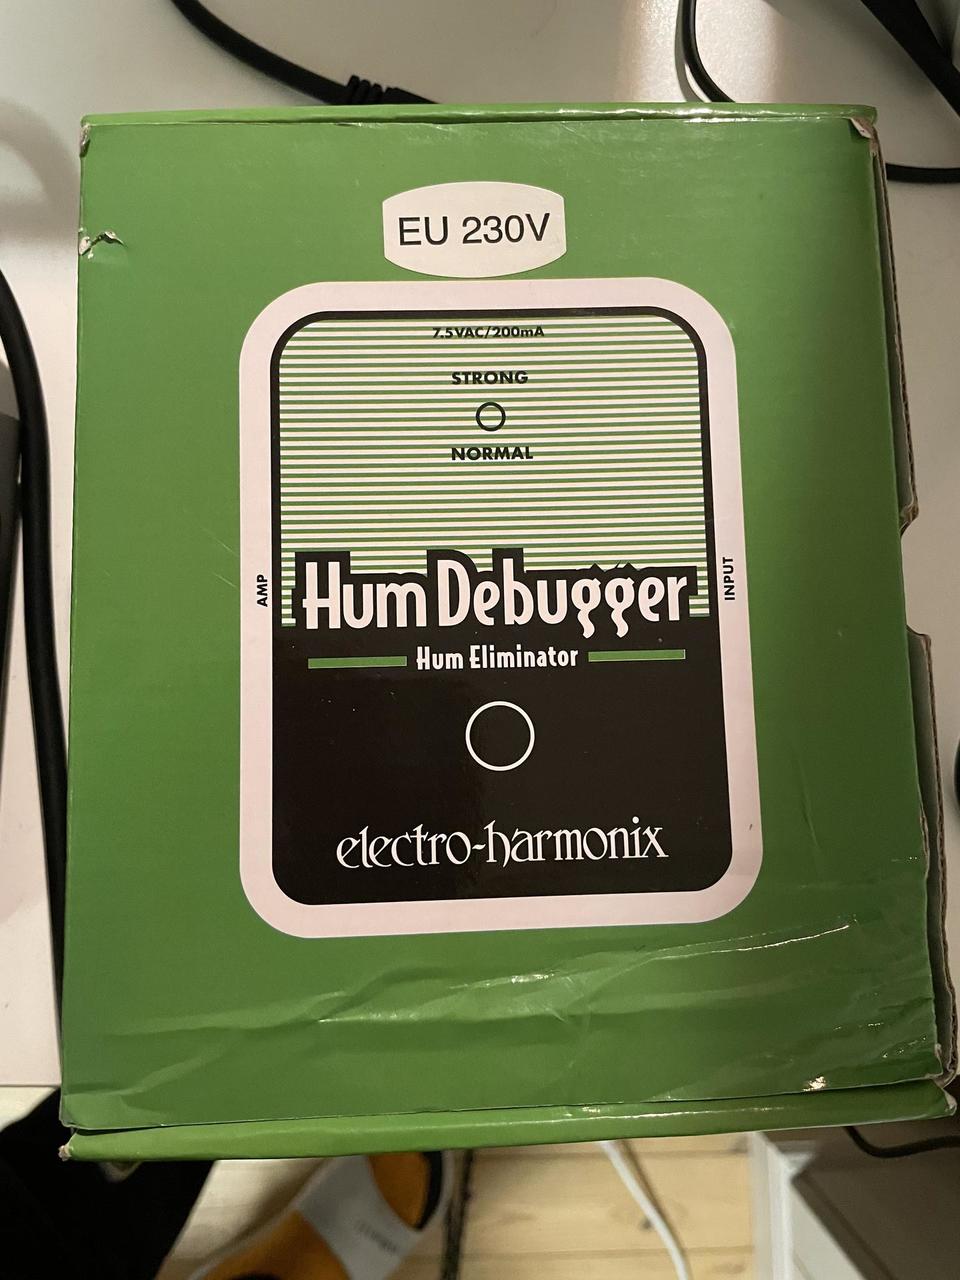 EU 230V
7.5VAC/200mA
STRONG
NORMAL
AMP
INPUT
Hum Debugger
Hum Eliminator
electro-harmonix